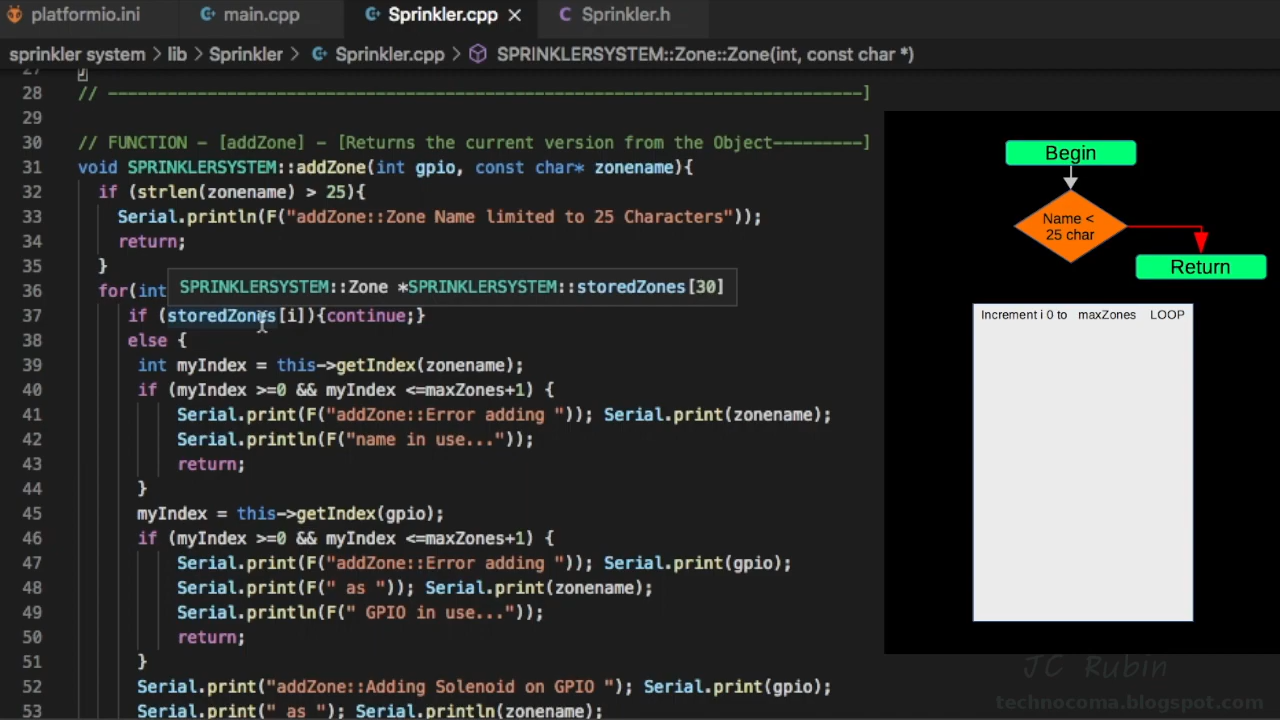 platformio.ini main.cpp Sprinkler.cpp Sprinkler.h
sprinkler system > lib > Sprinkler > Sprinkler.cpp > SPRINKLERSYSTEM::Zone::Zone(int, const char *)
27 }
28 // ----------------------------------------------------------------------------]
29
30 // FUNCTION - [addZone] - [Returns the current version from the Object---------]
31 void SPRINKLERSYSTEM::addZone(int gpio, const char* zonename){
32 if (strlen(zonename) > 25){
33 Serial.println(F("addZone::Zone Name limited to 25 Characters"));
34 return;
35 }
36 for(int
SPRINKLERSYSTEM::Zone *SPRINKLERSYSTEM::storedZones[30]
37 if (storedZones[i]){continue;}
38 else {
39 int myIndex = this->getIndex(zonename);
40 if (myIndex >=0 && myIndex <=maxZones+1) {
41 Serial.print(F("addZone::Error adding ")); Serial.print(zonename);
42 Serial.println(F("name in use..."));
43 return;
44 }
45 myIndex = this->getIndex(gpio);
46 if (myIndex >=0 && myIndex <=maxZones+1) {
47 Serial.print(F("addZone::Error adding ")); Serial.print(gpio);
48 Serial.print(F(" as ")); Serial.print(zonename);
49 Serial.println(F(" GPIO in use..."));
50 return;
51 }
52 Serial.print("addZone::Adding Solenoid on GPIO "); Serial.print(gpio);
53 Serial.print(" as "); Serial.println(zonename);
Begin
Name <
25 char
Return
Increment i 0 to maxZones LOOP
JC Rubin
technocoma.blogspot.com